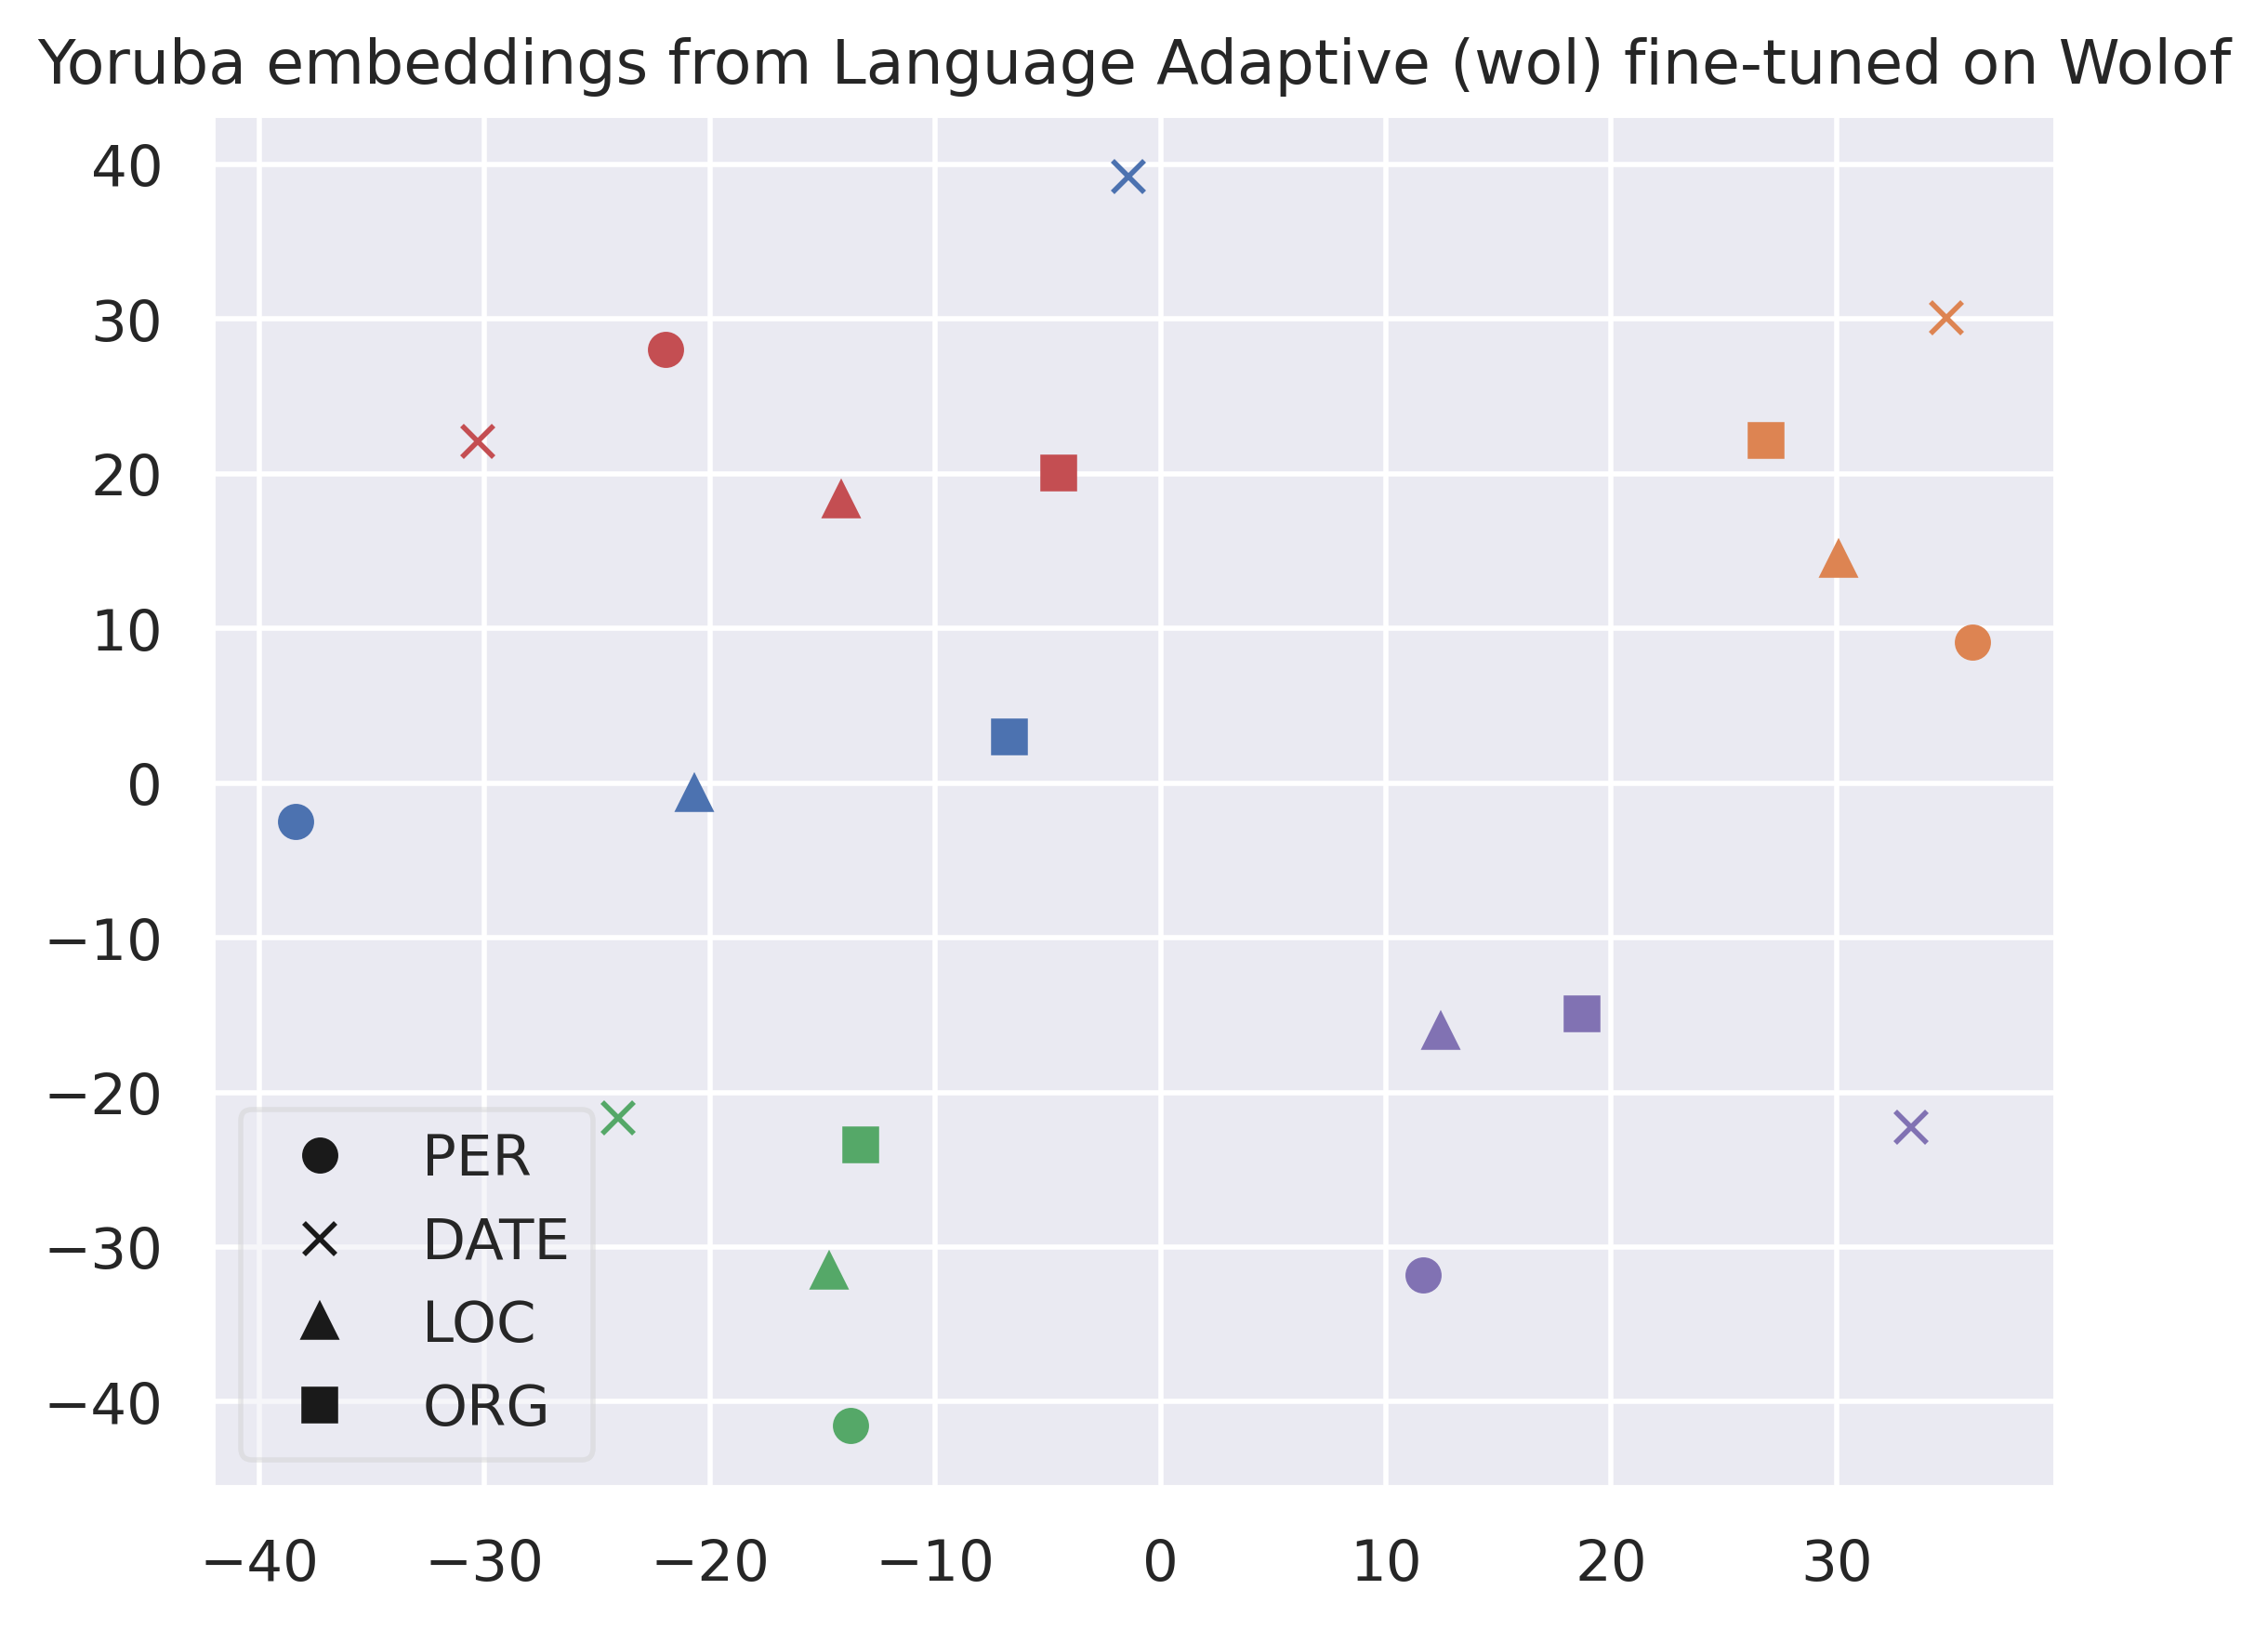 Yoruba embeddings from Language Adaptive (wol) fine-tuned on Wolof
40
30
20
10
0
−10
−20
−30
−40
PER
DATE
LOC
ORG
−40 −30 −20 −10 0 10 20 30